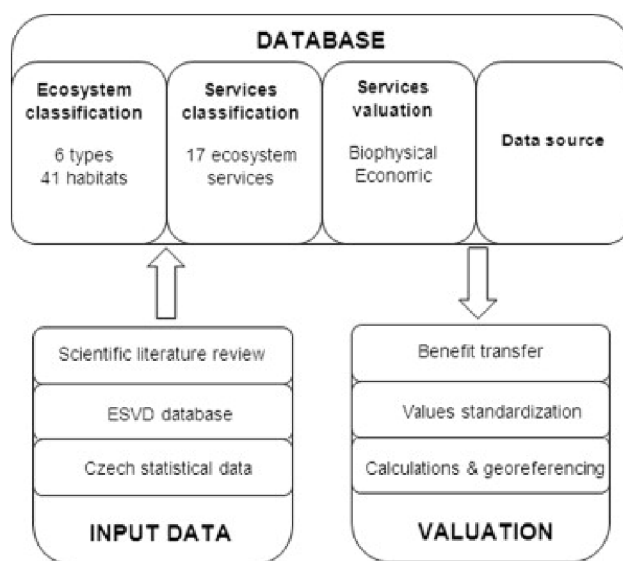 DATABASE
Ecosystem
classification
6 types
41 habitats
Services
classification
17 ecosystem
services
Services
valuation
Biophysical
Economic
Data source
Scientific literature review
ESVD database
Czech statistical data
INPUT DATA
Benefit transfer
Values standardization
Calculations & georeferencing
VALUATION